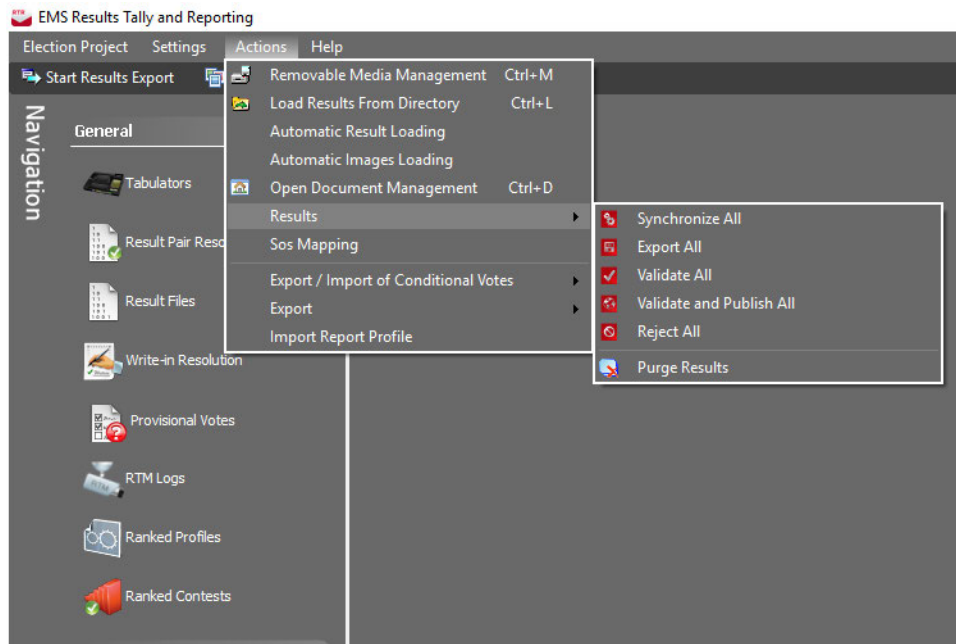 EMS Results Tally and Reporting
Election Project Settings Actions Help
Start Results Export
Navigation
General
Tabulators
Result Pair Reso
Result Files
Write-in Resolution
Provisional Votes
RTM Logs
Ranked Profiles
Ranked Contests
Removable Media Management Ctrl+M
Load Results From Directory Ctrl+L
Automatic Result Loading
Automatic Images Loading
Open Document Management Ctrl+D
Results
Sos Mapping
Export / Import of Conditional Votes
Export
Import Report Profile
Synchronize All
Export All
Validate All
Validate and Publish All
Reject All
Purge Results